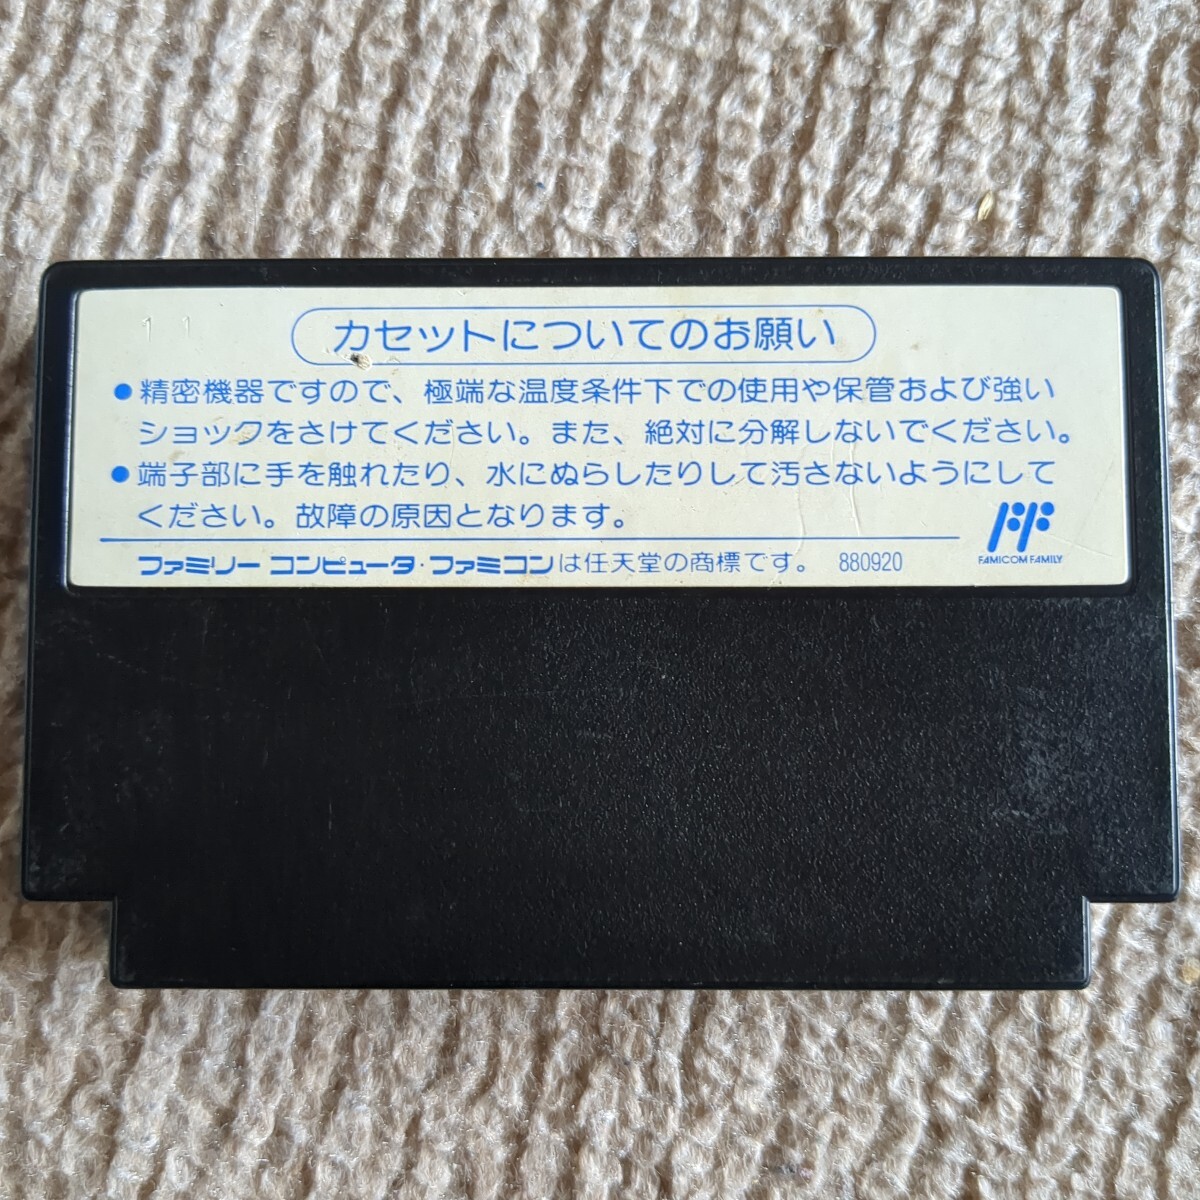 11
カセットについてのお願い
●精密機器ですので、極端な温度条件下での使用や保管および強い
ショックをさけてください。また、絶対に分解しないでください。
●端子部に手を触れたり、水にぬらしたりして汚さないようにして
ください。故障の原因となります。
ファミリー コンピュータ・ファミコンは任天堂の商標です。 880920
FF
FAMICOM FAMILY